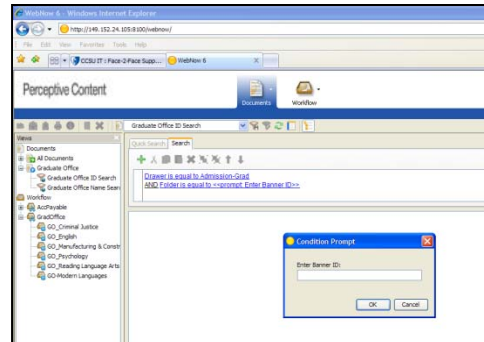 WebNow 6 - Windows Internet Explorer
http://149.152.24.105:8100/webnow/
File Edit View Favorites Tools Help
CCSU IT : Face-2-Face Supp... WebNow 6 X
Perceptive Content
Documents Workflow
Graduate Office ID Search
Views
Documents
All Documents
Graduate Office
Graduate Office ID Search
Graduate Office Name Sear
Workflow
AccPayable
GradOffice
GO_Criminal Justice
GO_English
GO_Manufacturing & Constr
GO_Psychology
GO_Reading Language Arts
GO-Modern Languages
Quick Search Search
Drawer is equal to Admission-Grad
AND Folder is equal to <<prompt: Enter Banner ID>>
Condition Prompt
Enter Banner ID:
OK Cancel